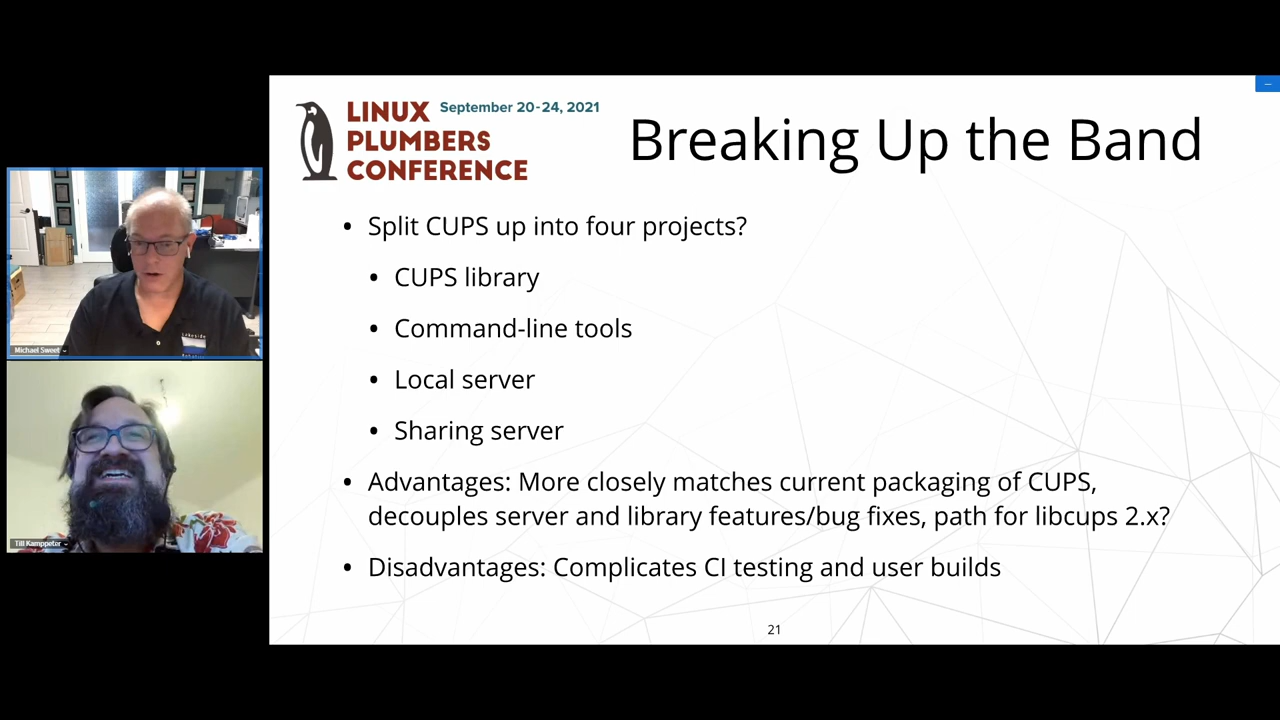 LINUX September 20-24, 2021
PLUMBERS
CONFERENCE
Breaking Up the Band
• Split CUPS up into four projects?
• CUPS library
• Command-line tools
• Local server
• Sharing server
• Advantages: More closely matches current packaging of CUPS,
decouples server and library features/bug fixes, path for libcups 2.x?
• Disadvantages: Complicates CI testing and user builds
21
Michael Sweet
lakeside
Till Kamppeter